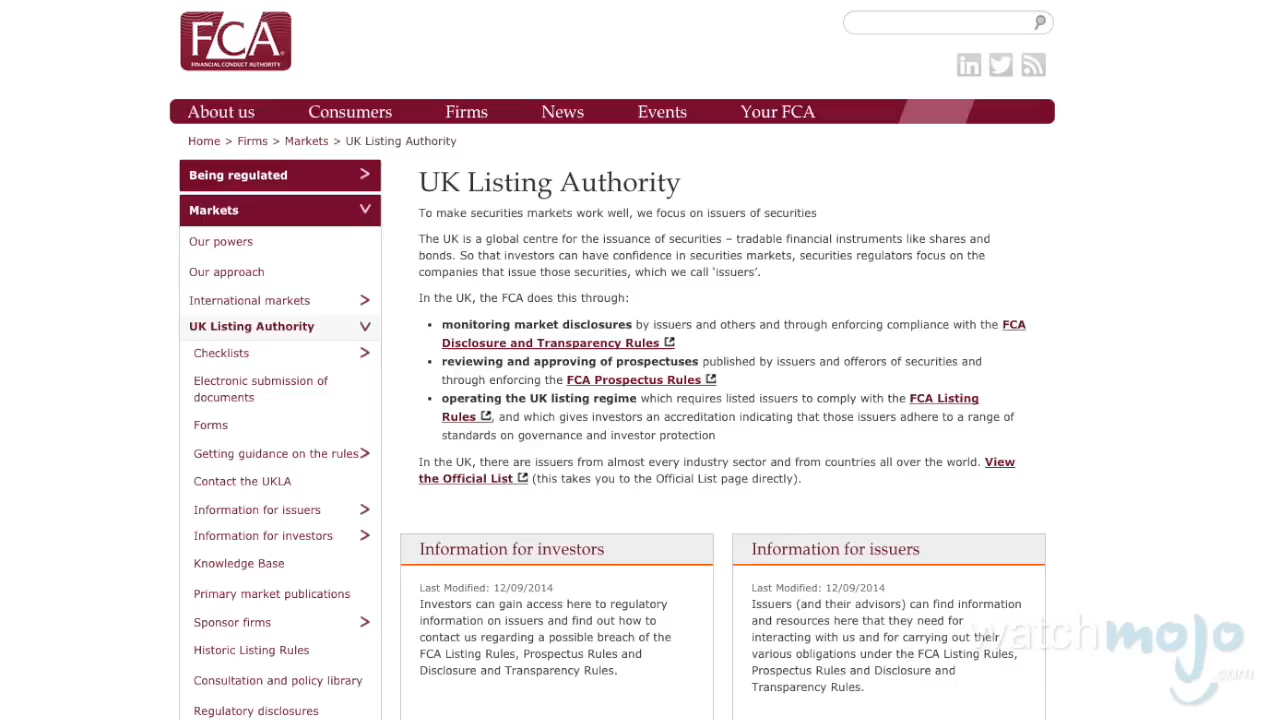 FCA
FINANCIAL CONDUCT AUTHORITY
About us
Consumers
Firms
News
Events
Your FCA
Home > Firms > Markets > UK Listing Authority
Being regulated
Markets
Our powers
Our approach
International markets
UK Listing Authority
Checklists
Electronic submission of
documents
Forms
Getting guidance on the rules
Contact the UKLA
Information for issuers
Information for investors
Knowledge Base
Primary market publications
Sponsor firms
Historic Listing Rules
Consultation and policy library
Regulatory disclosures
UK Listing Authority
To make securities markets work well, we focus on issuers of securities
The UK is a global centre for the issuance of securities – tradable financial instruments like shares and
bonds. So that investors can have confidence in securities markets, securities regulators focus on the
companies that issue those securities, which we call ‘issuers’.
In the UK, the FCA does this through:
• monitoring market disclosures by issuers and others and through enforcing compliance with the FCA
Disclosure and Transparency Rules
• reviewing and approving of prospectuses published by issuers and offerors of securities and
through enforcing the FCA Prospectus Rules
• operating the UK listing regime which requires listed issuers to comply with the FCA Listing
Rules , and which gives investors an accreditation indicating that those issuers adhere to a range of
standards on governance and investor protection
In the UK, there are issuers from almost every industry sector and from countries all over the world. View
the Official List (this takes you to the Official List page directly).
Information for investors
Last Modified: 12/09/2014
Investors can gain access here to regulatory
information on issuers and find out how to
contact us regarding a possible breach of the
FCA Listing Rules, Prospectus Rules and
Disclosure and Transparency Rules.
Information for issuers
Last Modified: 12/09/2014
Issuers (and their advisors) can find information
and resources here that they need for
interacting with us and for carrying out their
various obligations under the FCA Listing Rules,
Prospectus Rules and Disclosure and
Transparency Rules.
watchmojo
.com